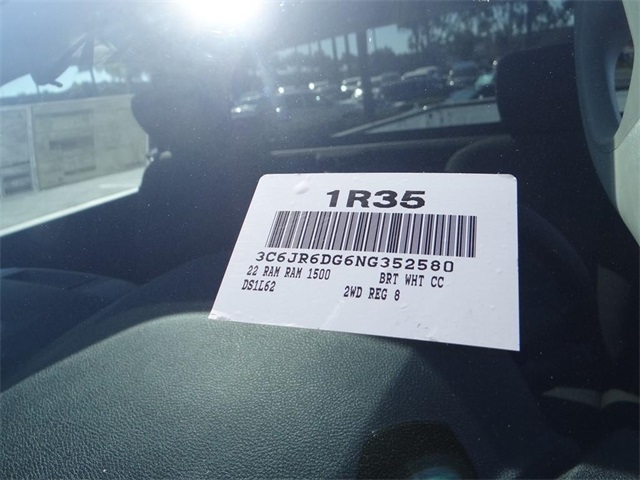 1R35
3C6JR6DG6NG352580
22 RAM RAM 1500 BRT WHT CC
DS1L62 2WD REG 8